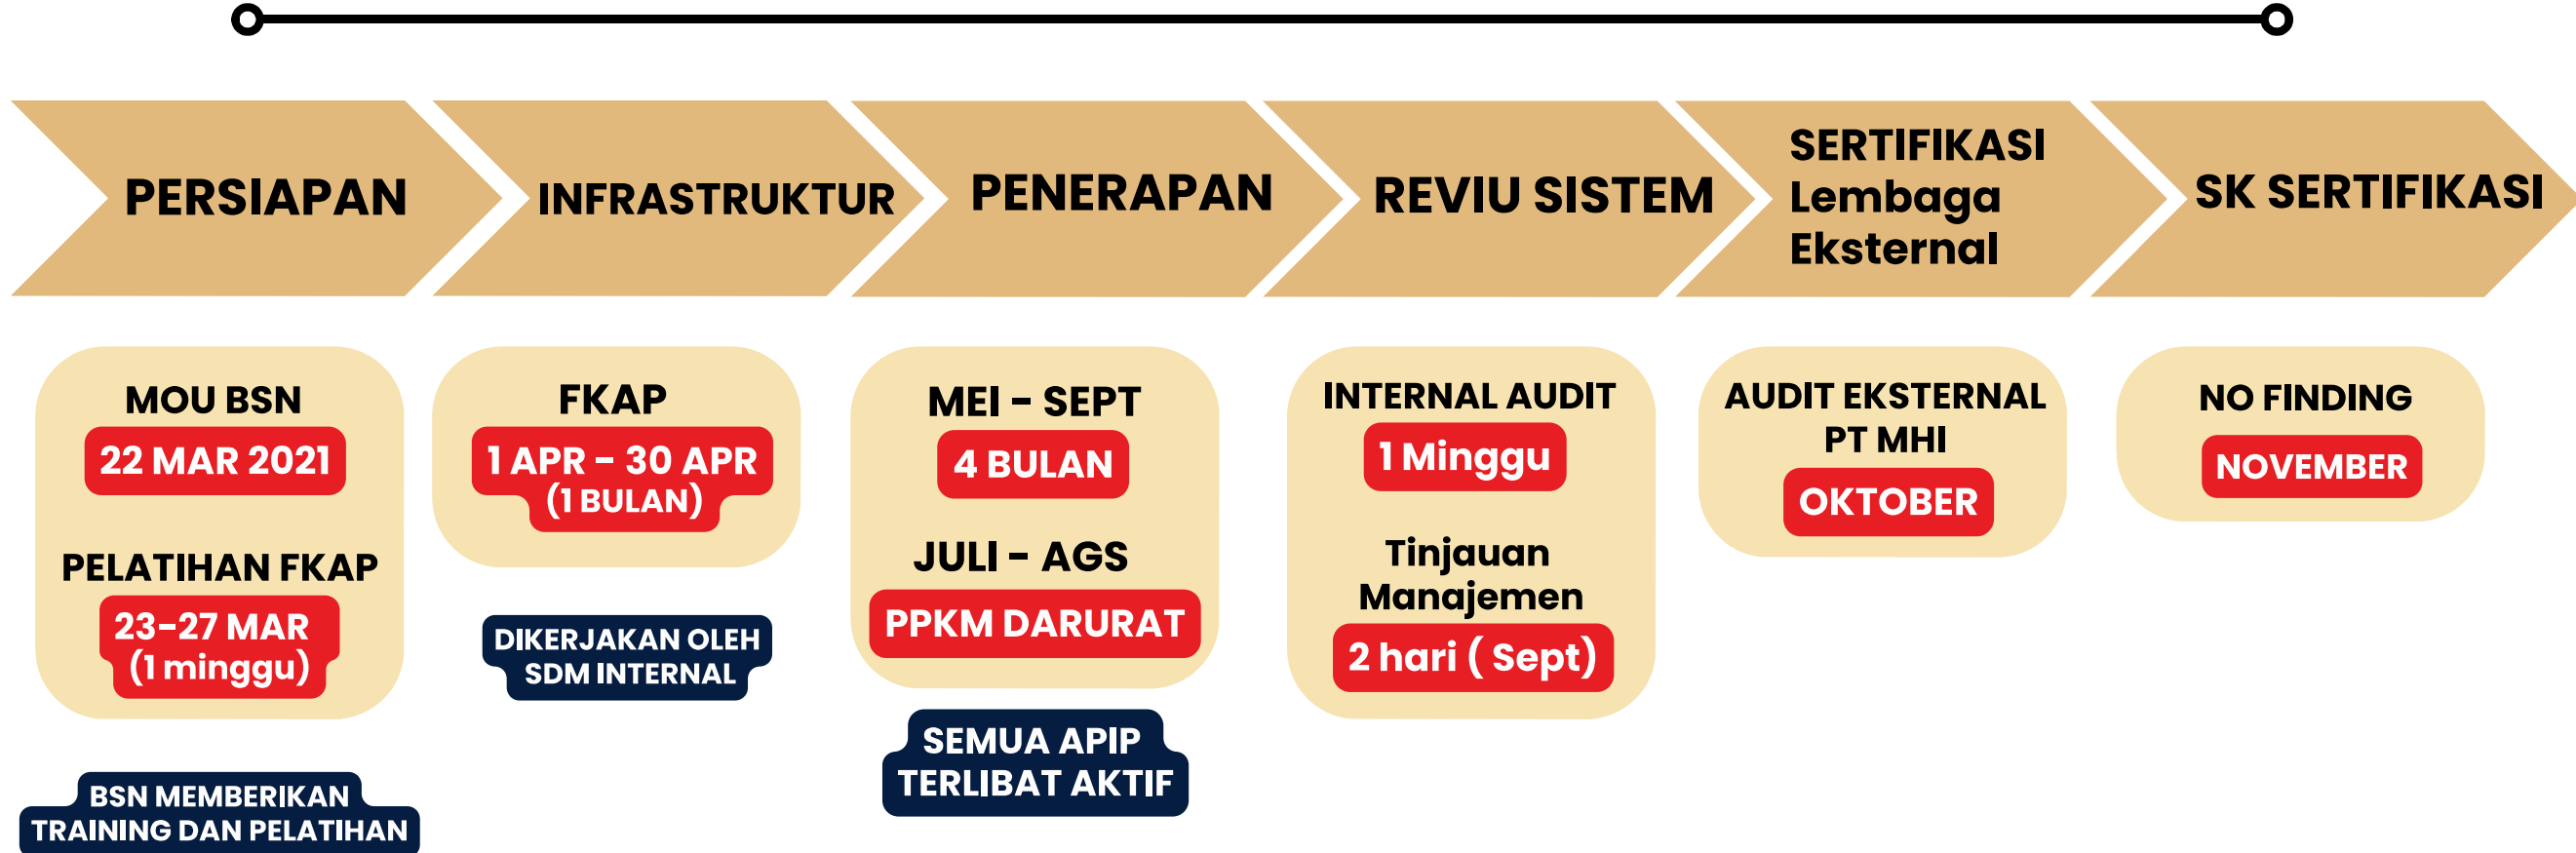 PERSIAPAN
INFRASTRUKTUR
PENERAPAN
REVIU SISTEM
SERTIFIKASI
Lembaga
Eksternal
SK SERTIFIKASI
MOU BSN
22 MAR 2021
PELATIHAN FKAP
23-27 MAR
(1 minggu)
BSN MEMBERIKAN
TRAINING DAN PELATIHAN
FKAP
1 APR - 30 APR
(1 BULAN)
DIKERJAKAN OLEH
SDM INTERNAL
MEI - SEPT
4 BULAN
JULI - AGS
PPKM DARURAT
SEMUA APIP
TERLIBAT AKTIF
INTERNAL AUDIT
1 Minggu
Tinjauan
Manajemen
2 hari ( Sept)
AUDIT EKSTERNAL
PT MHI
OKTOBER
NO FINDING
NOVEMBER